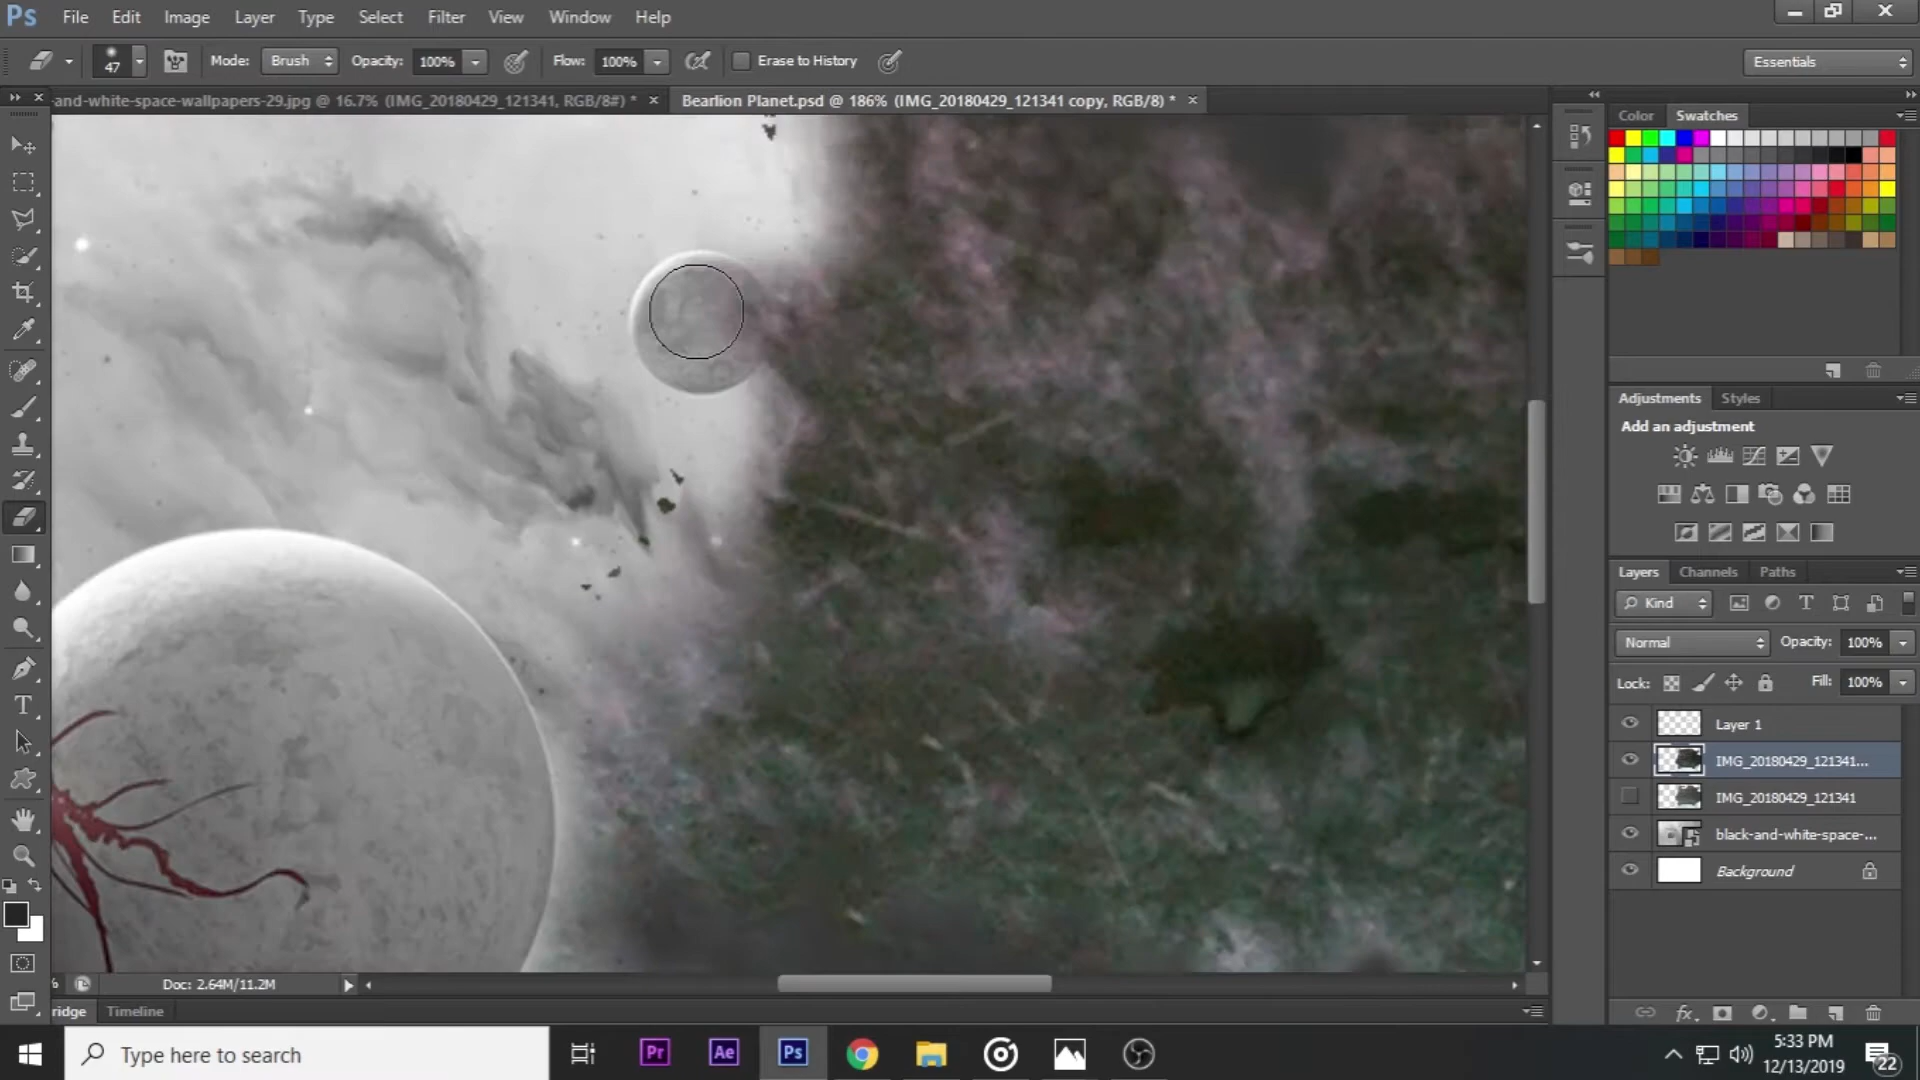 Ps File Edit Image Layer Type Select Filter View Window Help
47 Mode: Brush Opacity: 100% Flow: 100% Erase to History Essentials
-and-white-space-wallpapers-29.jpg @ 16.7% (IMG_20180429_121341, RGB/8#) * Bearlion Planet.psd @ 186% (IMG_20180429_121341 copy, RGB/8) *
Color Swatches
Adjustments Styles
Add an adjustment
Layers Channels Paths
Kind
Normal Opacity: 100%
Lock: Fill: 100%
Layer 1
IMG_20180429_121341...
IMG_20180429_121341
black-and-white-space-...
Background
T
% Doc: 2.64M/11.2M
ridge Timeline
Type here to search
Pr Ae Ps
5:33 PM
12/13/2019
22